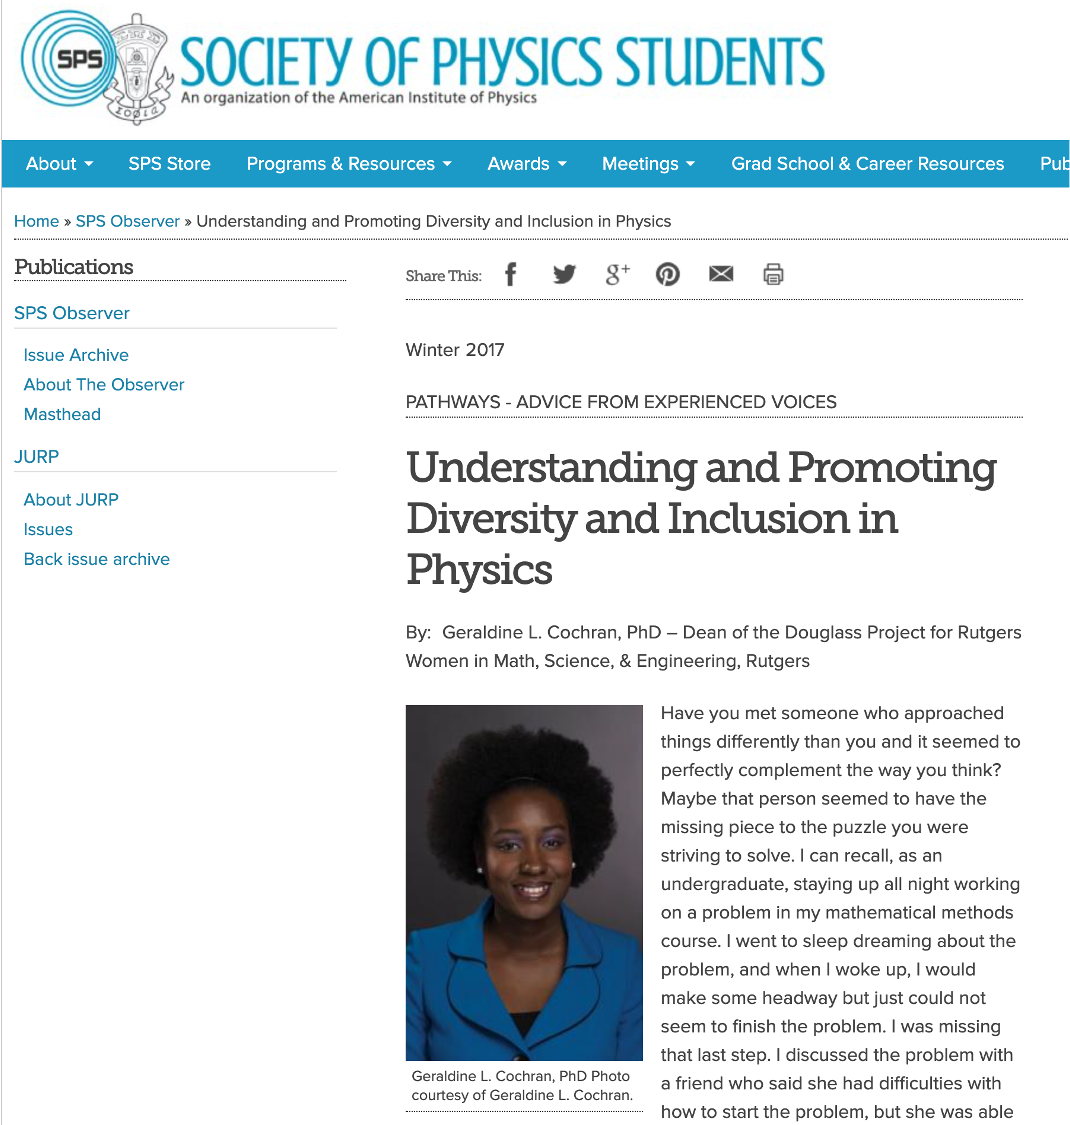 SPS
SOCIETY OF PHYSICS STUDENTS
An organization of the American Institute of Physics
About
SPS Store
Programs & Resources
Awards
Meetings
Grad School & Career Resources
Pub
Home » SPS Observer » Understanding and Promoting Diversity and Inclusion in Physics
Publications
SPS Observer
Issue Archive
About The Observer
Masthead
JURP
About JURP
Issues
Back issue archive
Share This:
Winter 2017
PATHWAYS - ADVICE FROM EXPERIENCED VOICES
Understanding and Promoting
Diversity and Inclusion in
Physics
By: Geraldine L. Cochran, PhD – Dean of the Douglass Project for Rutgers
Women in Math, Science, & Engineering, Rutgers
Have you met someone who approached
things differently than you and it seemed to
perfectly complement the way you think?
Maybe that person seemed to have the
missing piece to the puzzle you were
striving to solve. I can recall, as an
undergraduate, staying up all night working
on a problem in my mathematical methods
course. I went to sleep dreaming about the
problem, and when I woke up, I would
make some headway but just could not
seem to finish the problem. I was missing
that last step. I discussed the problem with
a friend who said she had difficulties with
how to start the problem, but she was able
Geraldine L. Cochran, PhD Photo
courtesy of Geraldine L. Cochran.